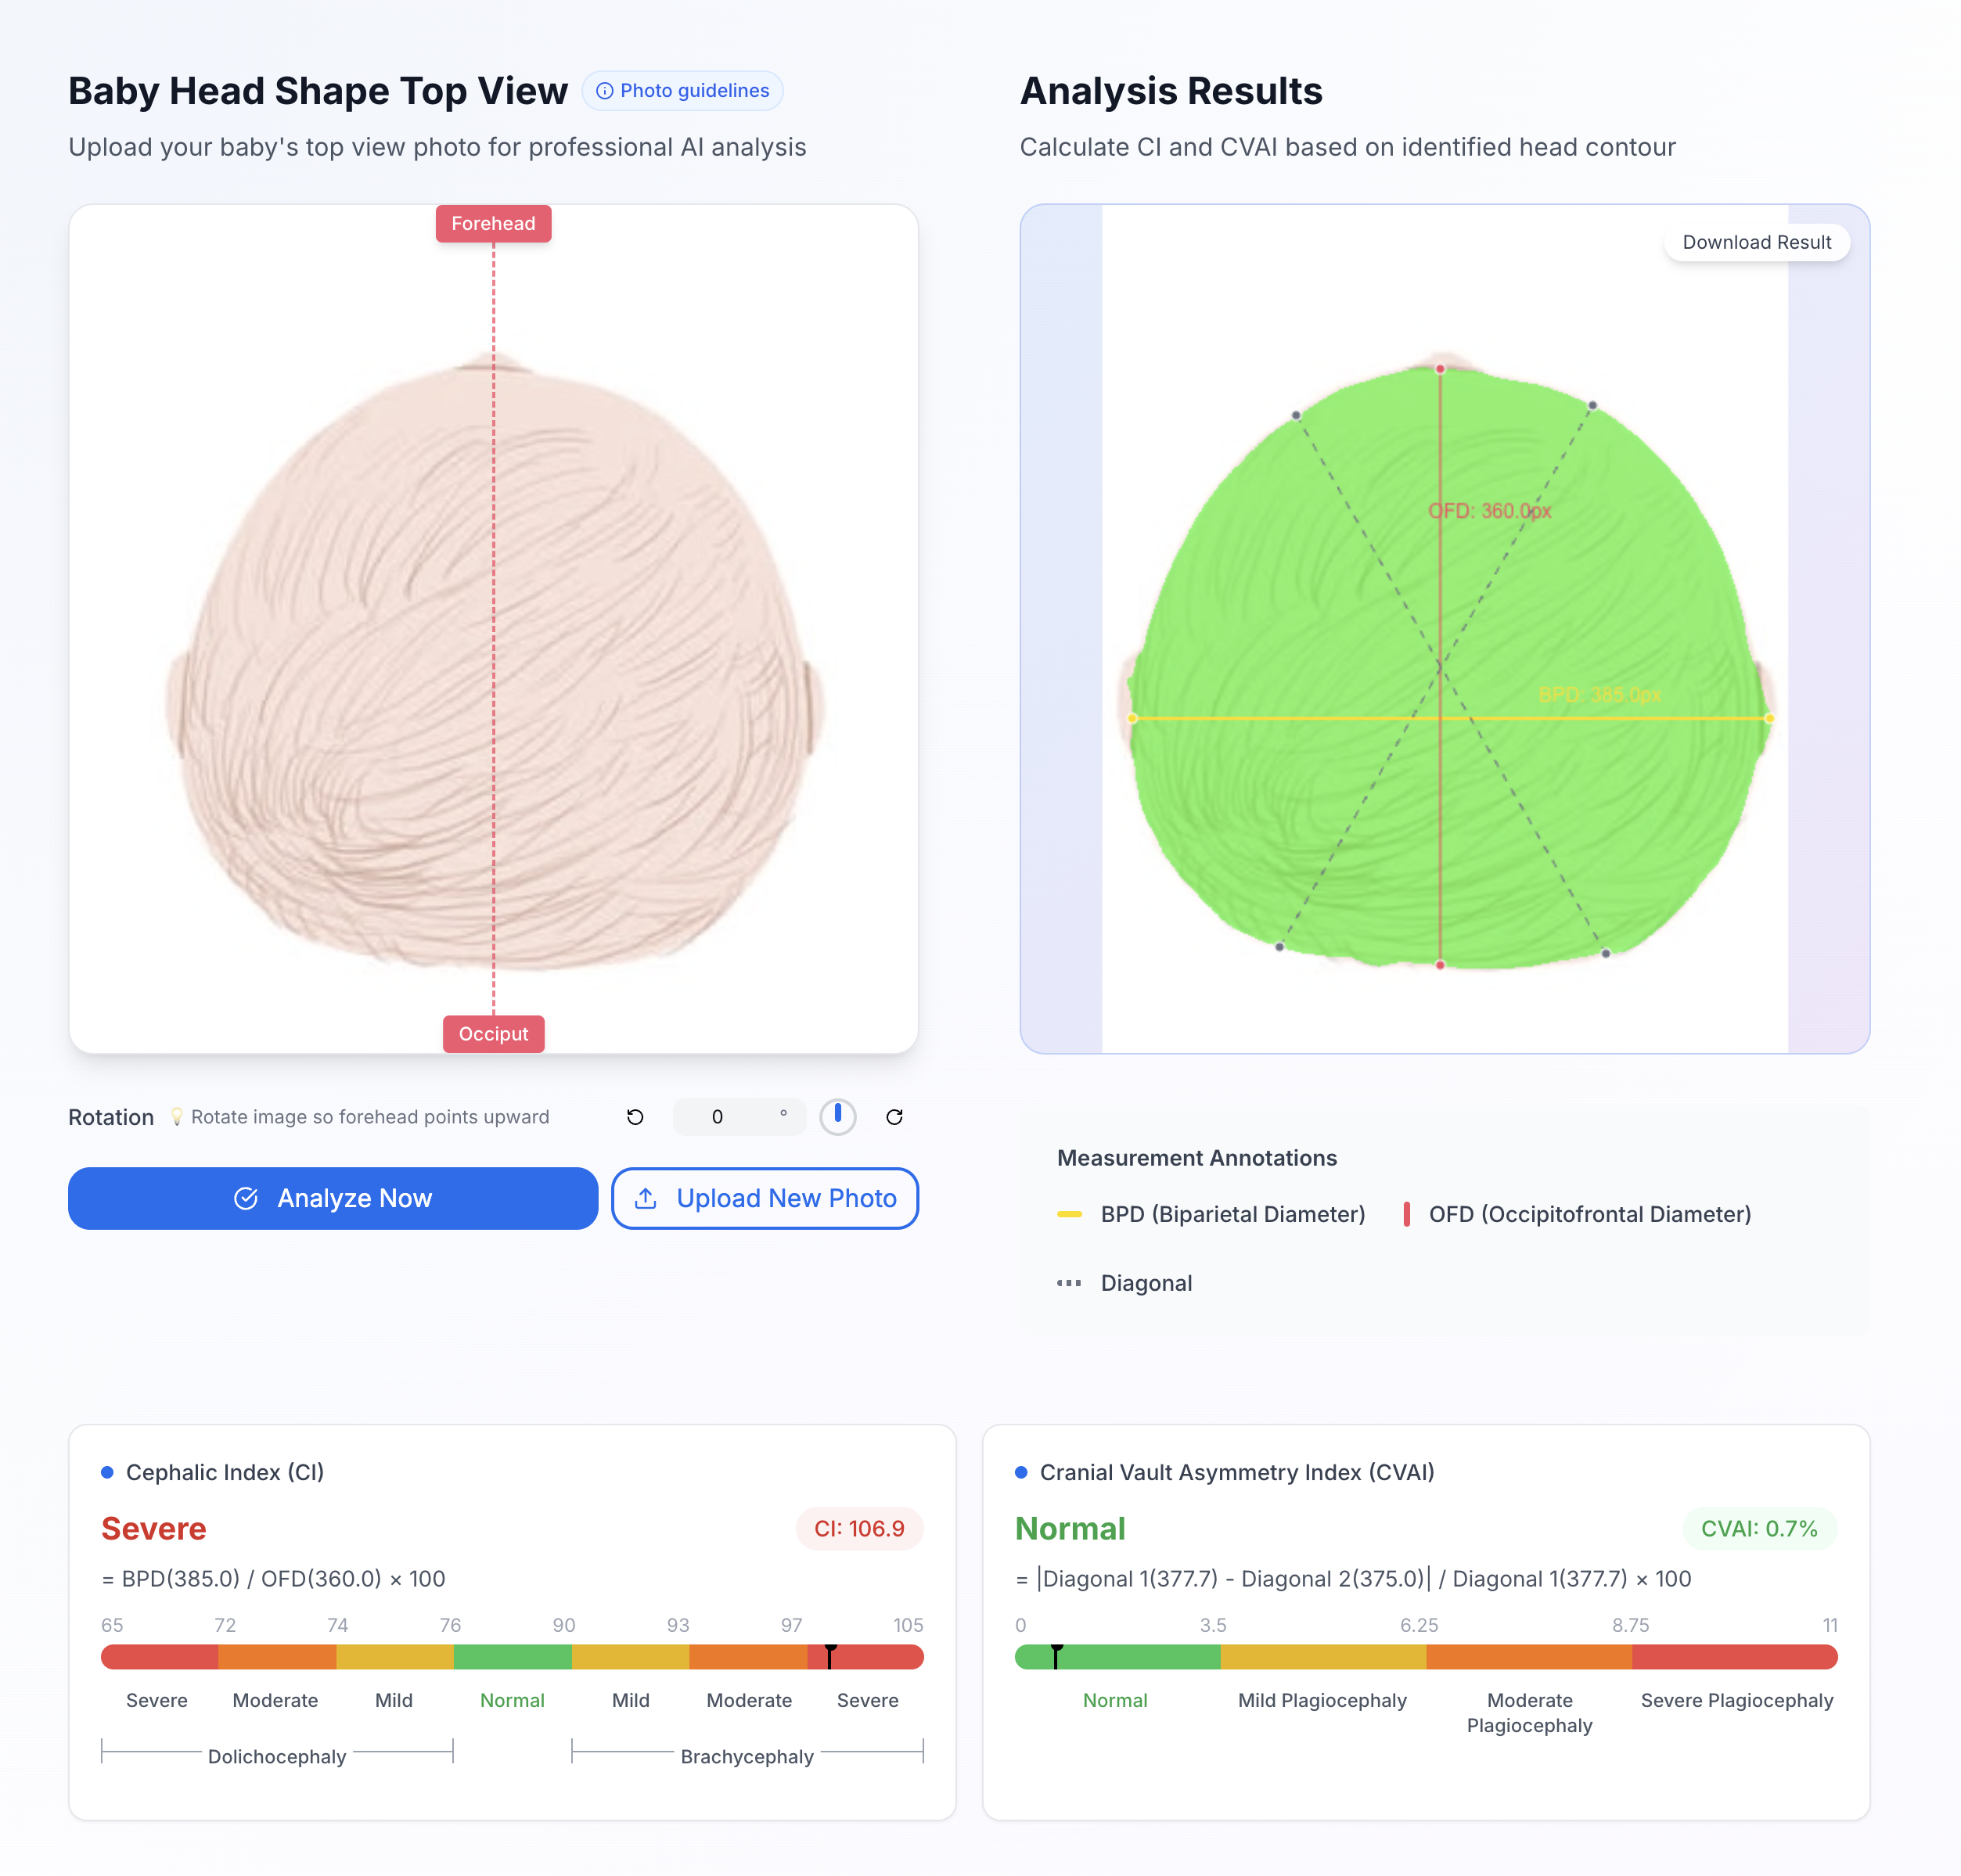 Baby Head Shape Top View
Photo guidelines
Upload your baby's top view photo for professional AI analysis
Forehead
Occiput
Rotation 💡 Rotate image so forehead points upward
0 °
Analyze Now
Upload New Photo
Analysis Results
Calculate CI and CVAI based on identified head contour
Download Result
OFD: 360.0px
BPD: 385.0px
Measurement Annotations
BPD (Biparietal Diameter)
OFD (Occipitofrontal Diameter)
Diagonal
Cephalic Index (CI)
Severe
CI: 106.9
= BPD(385.0) / OFD(360.0) × 100
65 72 74 76 90 93 97 105
Severe Moderate Mild Normal Mild Moderate Severe
Dolichocephaly Brachycephaly
Cranial Vault Asymmetry Index (CVAI)
Normal
CVAI: 0.7%
= |Diagonal 1(377.7) - Diagonal 2(375.0)| / Diagonal 1(377.7) × 100
0 3.5 6.25 8.75 11
Normal Mild Plagiocephaly Moderate Plagiocephaly Severe Plagiocephaly